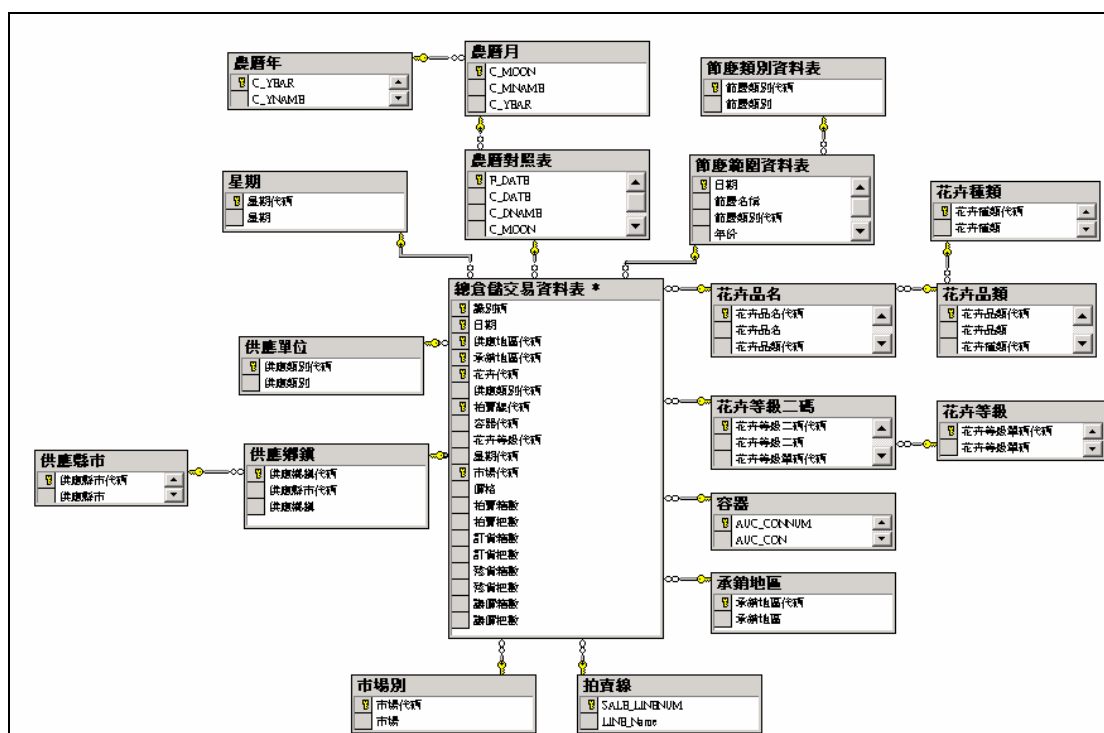 農曆年
C_YEAR
C_YNAME
農曆月
C_MOON
C_MNAME
C_YEAR
節慶類別資料表
節慶類別代碼
節慶類別
星期
星期代碼
星期
農曆對照表
F_DATE
C_DATE
C_DNAME
C_MOON
節慶範圍資料表
日期
節慶名稱
節慶類別代碼
年份
花卉種類
花卉種類代碼
花卉種類
總倉儲交易資料表 *
識別碼
日期
供應地區代碼
承銷地區代碼
花卉代碼
供應類別代碼
拍賣線代碼
容器代碼
花卉等級代碼
星期代碼
市場代碼
價格
拍賣箱數
拍賣把數
訂貨箱數
訂貨把數
殘貨箱數
殘貨把數
議價箱數
議價把數
花卉品名
花卉品名代碼
花卉品名
花卉品類代碼
花卉品類
花卉品類代碼
花卉品類
花卉種類代碼
供應單位
供應類別代碼
供應類別
花卉等級二碼
花卉等級二碼代碼
花卉等級二碼
花卉等級單碼代碼
花卉等級
花卉等級單碼代碼
花卉等級
供應縣市
供應縣市代碼
供應縣市
供應鄉鎮
供應鄉鎮代碼
供應縣市代碼
供應鄉鎮
容器
AUC_CONNUM
AUC_CON
承銷地區
承銷地區代碼
承銷地區
市場別
市場代碼
市場
拍賣線
SALE_LINENUM
LINE_Name